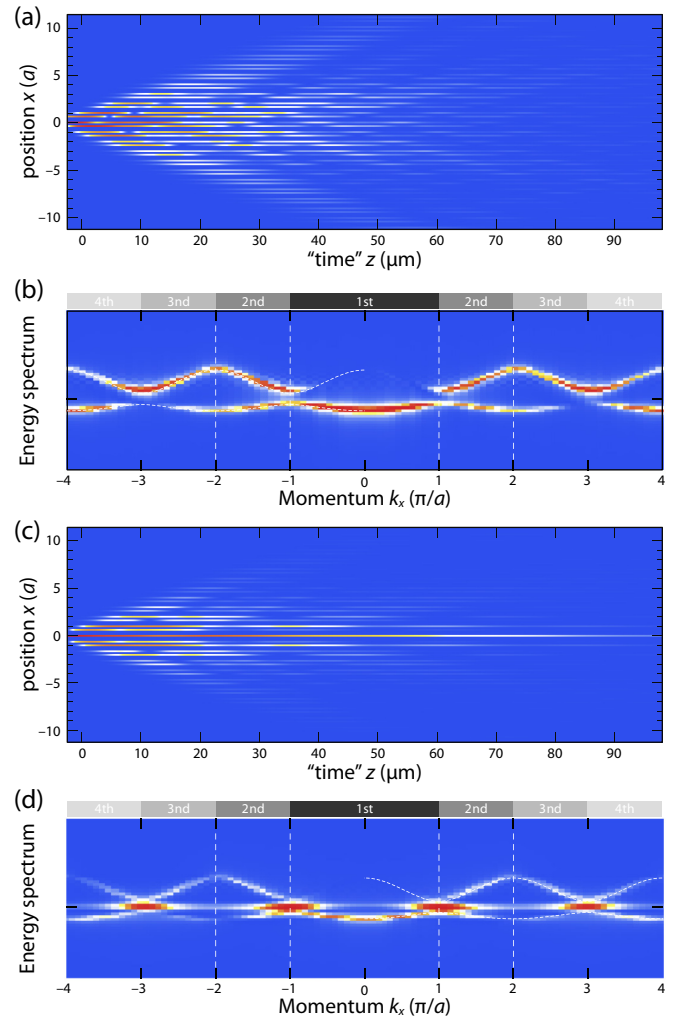 (a)
position x (a)
10
5
0
−5
−10
0 10 20 30 40 50 60 70 80 90
“time” z (μm)
(b)
4th 3nd 2nd 1st 2nd 3nd 4th
Energy spectrum
−4 −3 −2 −1 0 1 2 3 4
Momentum kₓ (π/a)
(c)
position x (a)
10
5
0
−5
−10
0 10 20 30 40 50 60 70 80 90
“time” z (μm)
(d)
4th 3nd 2nd 1st 2nd 3nd 4th
Energy spectrum
−4 −3 −2 −1 0 1 2 3 4
Momentum kₓ (π/a)